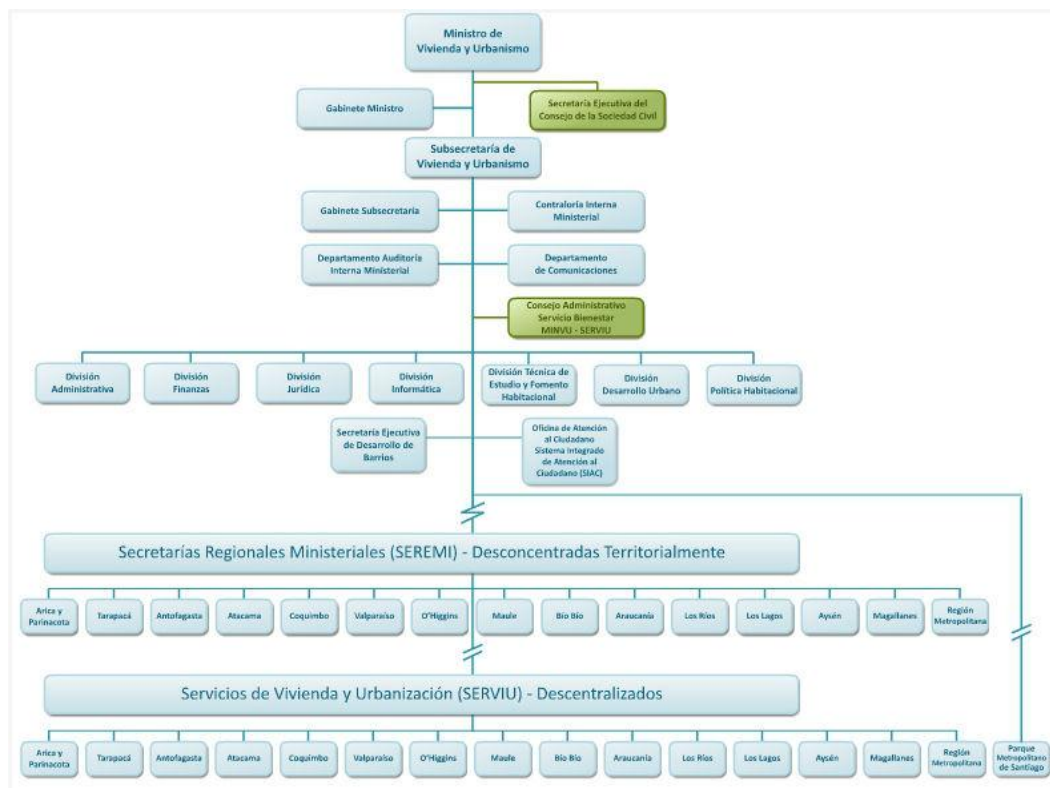 Ministro de
Vivienda y Urbanismo
Gabinete Ministro
Secretaría Ejecutiva del
Consejo de la Sociedad Civil
Subsecretaría de
Vivienda y Urbanismo
Gabinete Subsecretaria
Contraloría Interna
Ministerial
Departamento Auditoría
Interna Ministerial
Departamento
de Comunicaciones
Consejo Administrativo
Servicio Bienestar
MINVU - SERVIU
División
Administrativa
División
Finanzas
División
Jurídica
División
Informática
División Técnica de
Estudio y Fomento
Habitacional
División
Desarrollo Urbano
División
Política Habitacional
Secretaría Ejecutiva
de Desarrollo de
Barrios
Oficina de Atención
al Ciudadano
Sistema Integrado
de Atención al
Ciudadano (SIAC)
Secretarías Regionales Ministeriales (SEREMI) - Desconcentradas Territorialmente
Arica y
Parinacota
Tarapacá
Antofagasta
Atacama
Coquimbo
Valparaíso
O'Higgins
Maule
Bío Bío
Araucanía
Los Ríos
Los Lagos
Aysén
Magallanes
Región
Metropolitana
Servicios de Vivienda y Urbanización (SERVIU) - Descentralizados
Arica y
Parinacota
Tarapacá
Antofagasta
Atacama
Coquimbo
Valparaíso
O'Higgins
Maule
Bío Bío
Araucanía
Los Ríos
Los Lagos
Aysén
Magallanes
Región
Metropolitana
Parque
Metropolitano
de Santiago